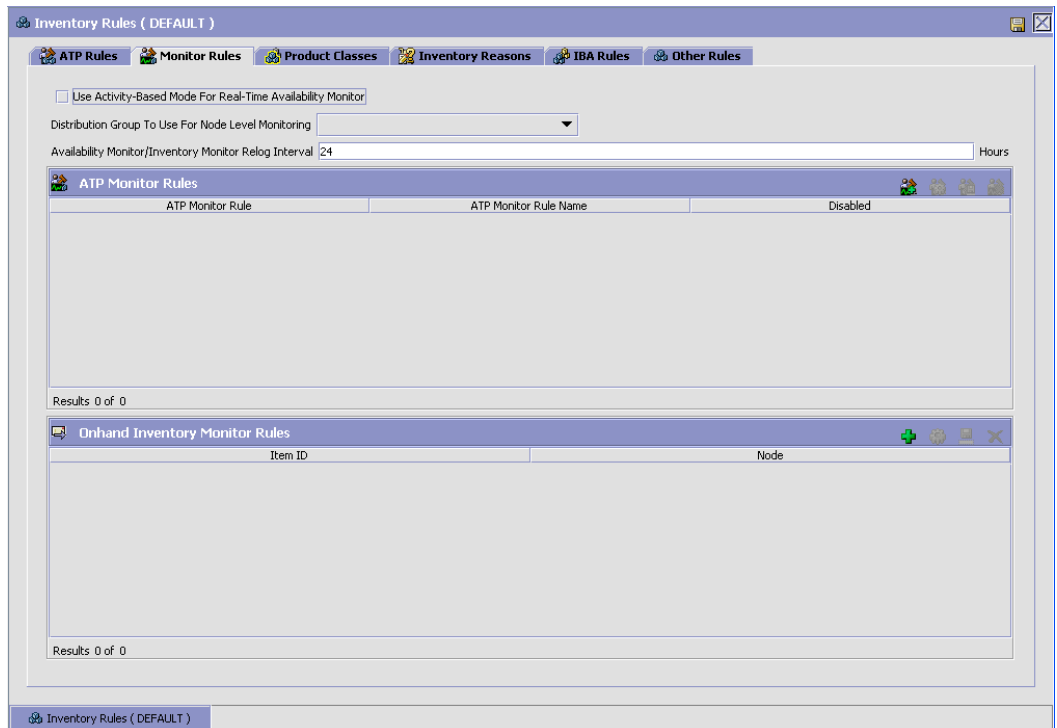 Inventory Rules ( DEFAULT )
ATP Rules Monitor Rules Product Classes Inventory Reasons IBA Rules Other Rules
Use Activity-Based Mode For Real-Time Availability Monitor
Distribution Group To Use For Node Level Monitoring
Availability Monitor/Inventory Monitor Relog Interval 24 Hours
ATP Monitor Rules
ATP Monitor Rule ATP Monitor Rule Name Disabled
Results 0 of 0
Onhand Inventory Monitor Rules
Item ID Node
Results 0 of 0
Inventory Rules ( DEFAULT )